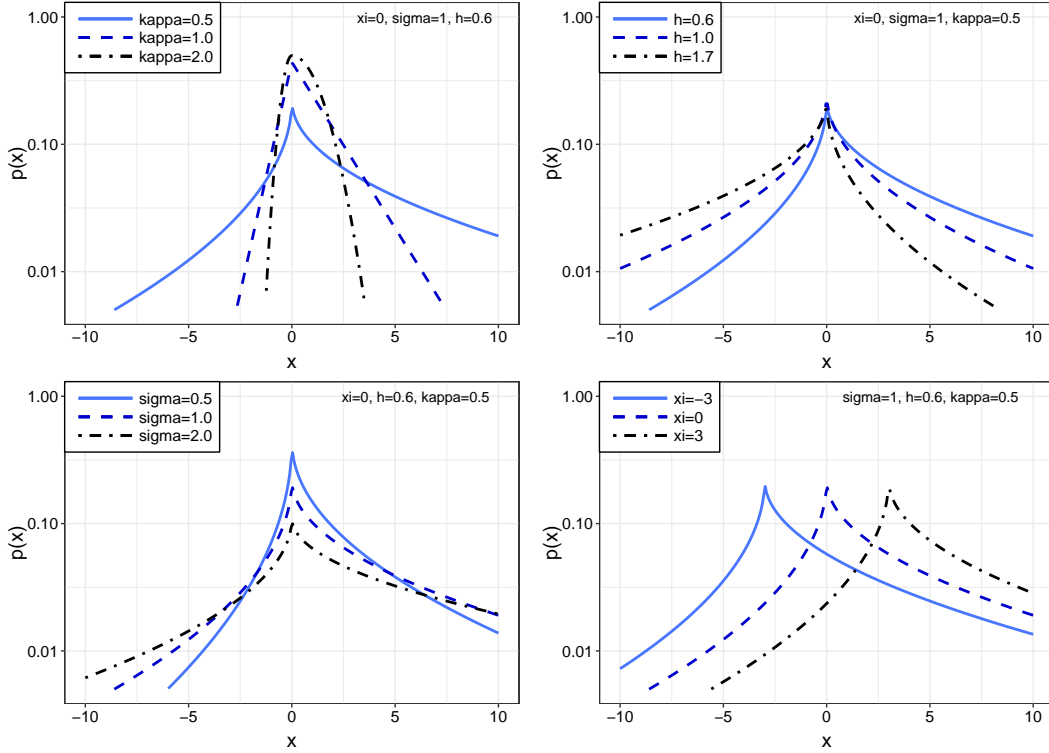 kappa=0.5
kappa=1.0
kappa=2.0
xi=0, sigma=1, h=0.6
1.00
0.10
0.01
p(x)
−10
−5
0
5
10
x
h=0.6
h=1.0
h=1.7
xi=0, sigma=1, kappa=0.5
1.00
0.10
0.01
p(x)
−10
−5
0
5
10
x
sigma=0.5
sigma=1.0
sigma=2.0
xi=0, h=0.6, kappa=0.5
1.00
0.10
0.01
p(x)
−10
−5
0
5
10
x
xi=−3
xi=0
xi=3
sigma=1, h=0.6, kappa=0.5
1.00
0.10
0.01
p(x)
−10
−5
0
5
10
x